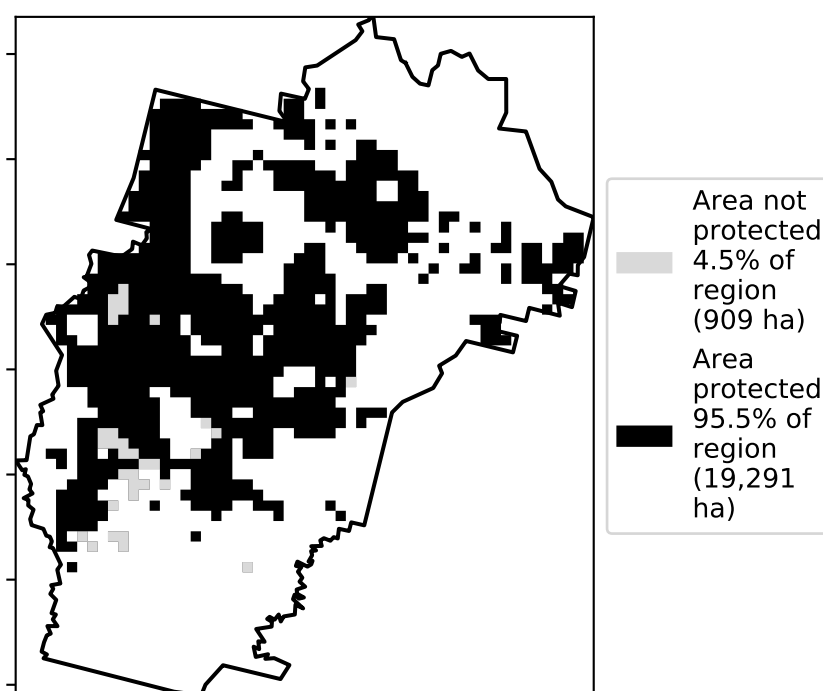 Area not
protected
4.5% of
region
(909 ha)
Area
protected
95.5% of
region
(19,291
ha)